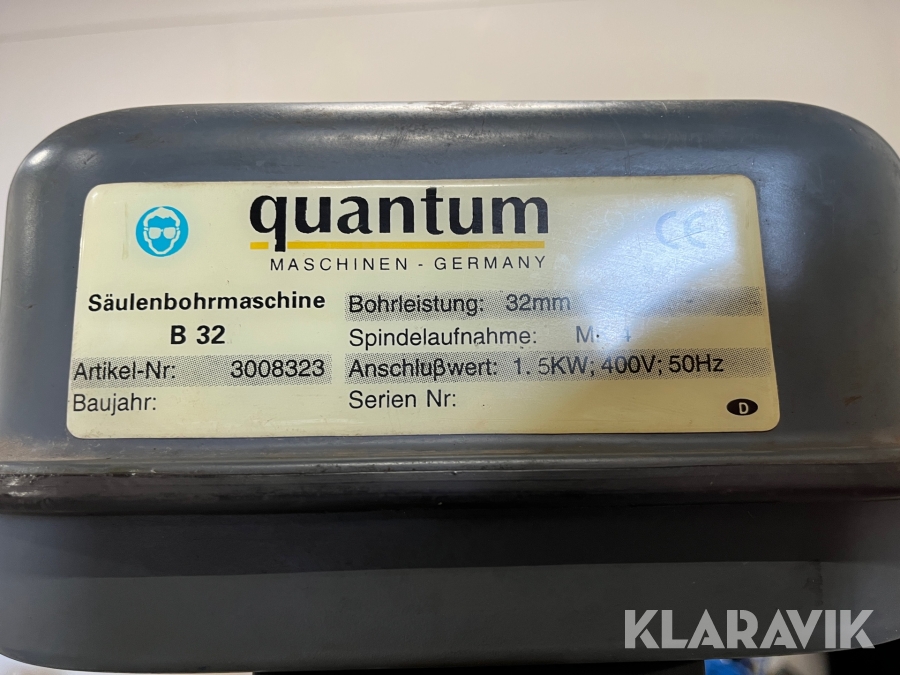 quantum
MASCHINEN - GERMANY
CE
Säulenbohrmaschine
B 32
Bohrleistung: 32mm
Spindelaufnahme:
Artikel-Nr: 3008323
Anschlußwert: 1.5KW; 400V; 50Hz
Baujahr:
Serien Nr:
D
KLARAVIK